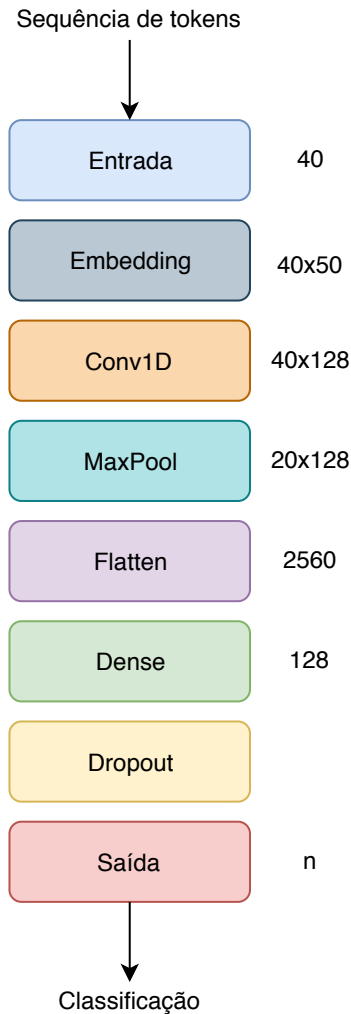 Sequência de tokens
Entrada 40
Embedding 40x50
Conv1D 40x128
MaxPool 20x128
Flatten 2560
Dense 128
Dropout
Saída n
Classificação